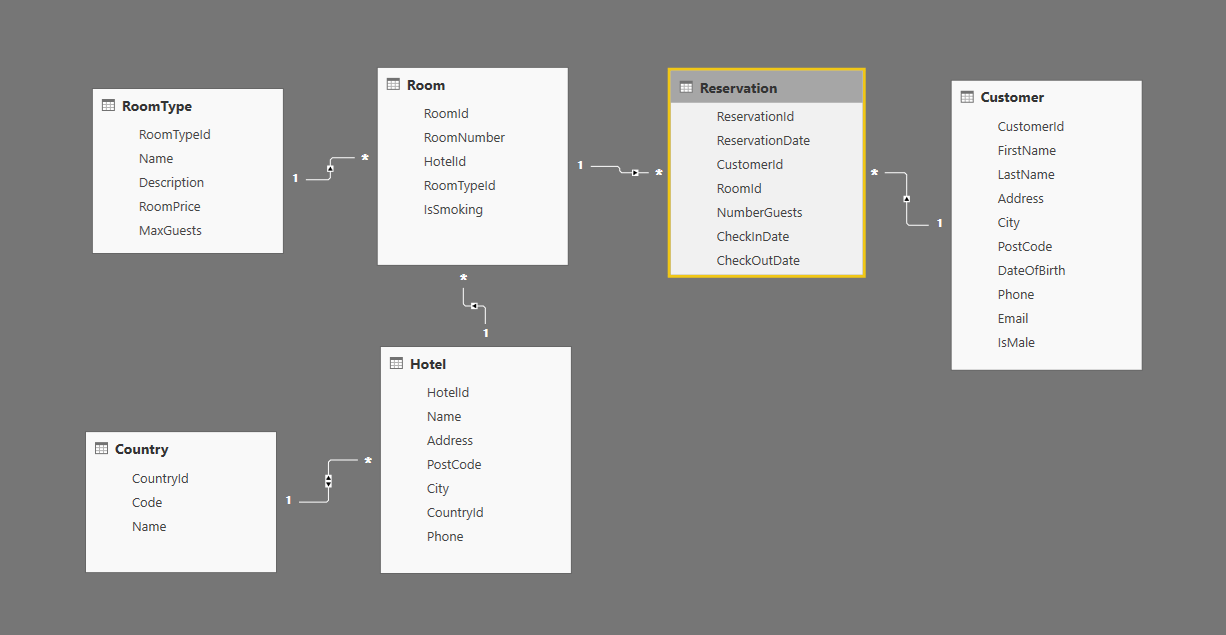 RoomType
RoomTypeId
Name
Description
RoomPrice
MaxGuests
1
*
Room
RoomId
RoomNumber
HotelId
RoomTypeId
IsSmoking
1
*
Reservation
ReservationId
ReservationDate
CustomerId
RoomId
NumberGuests
CheckInDate
CheckOutDate
*
1
Customer
CustomerId
FirstName
LastName
Address
City
PostCode
DateOfBirth
Phone
Email
IsMale
*
1
Country
CountryId
Code
Name
1
*
Hotel
HotelId
Name
Address
PostCode
City
CountryId
Phone